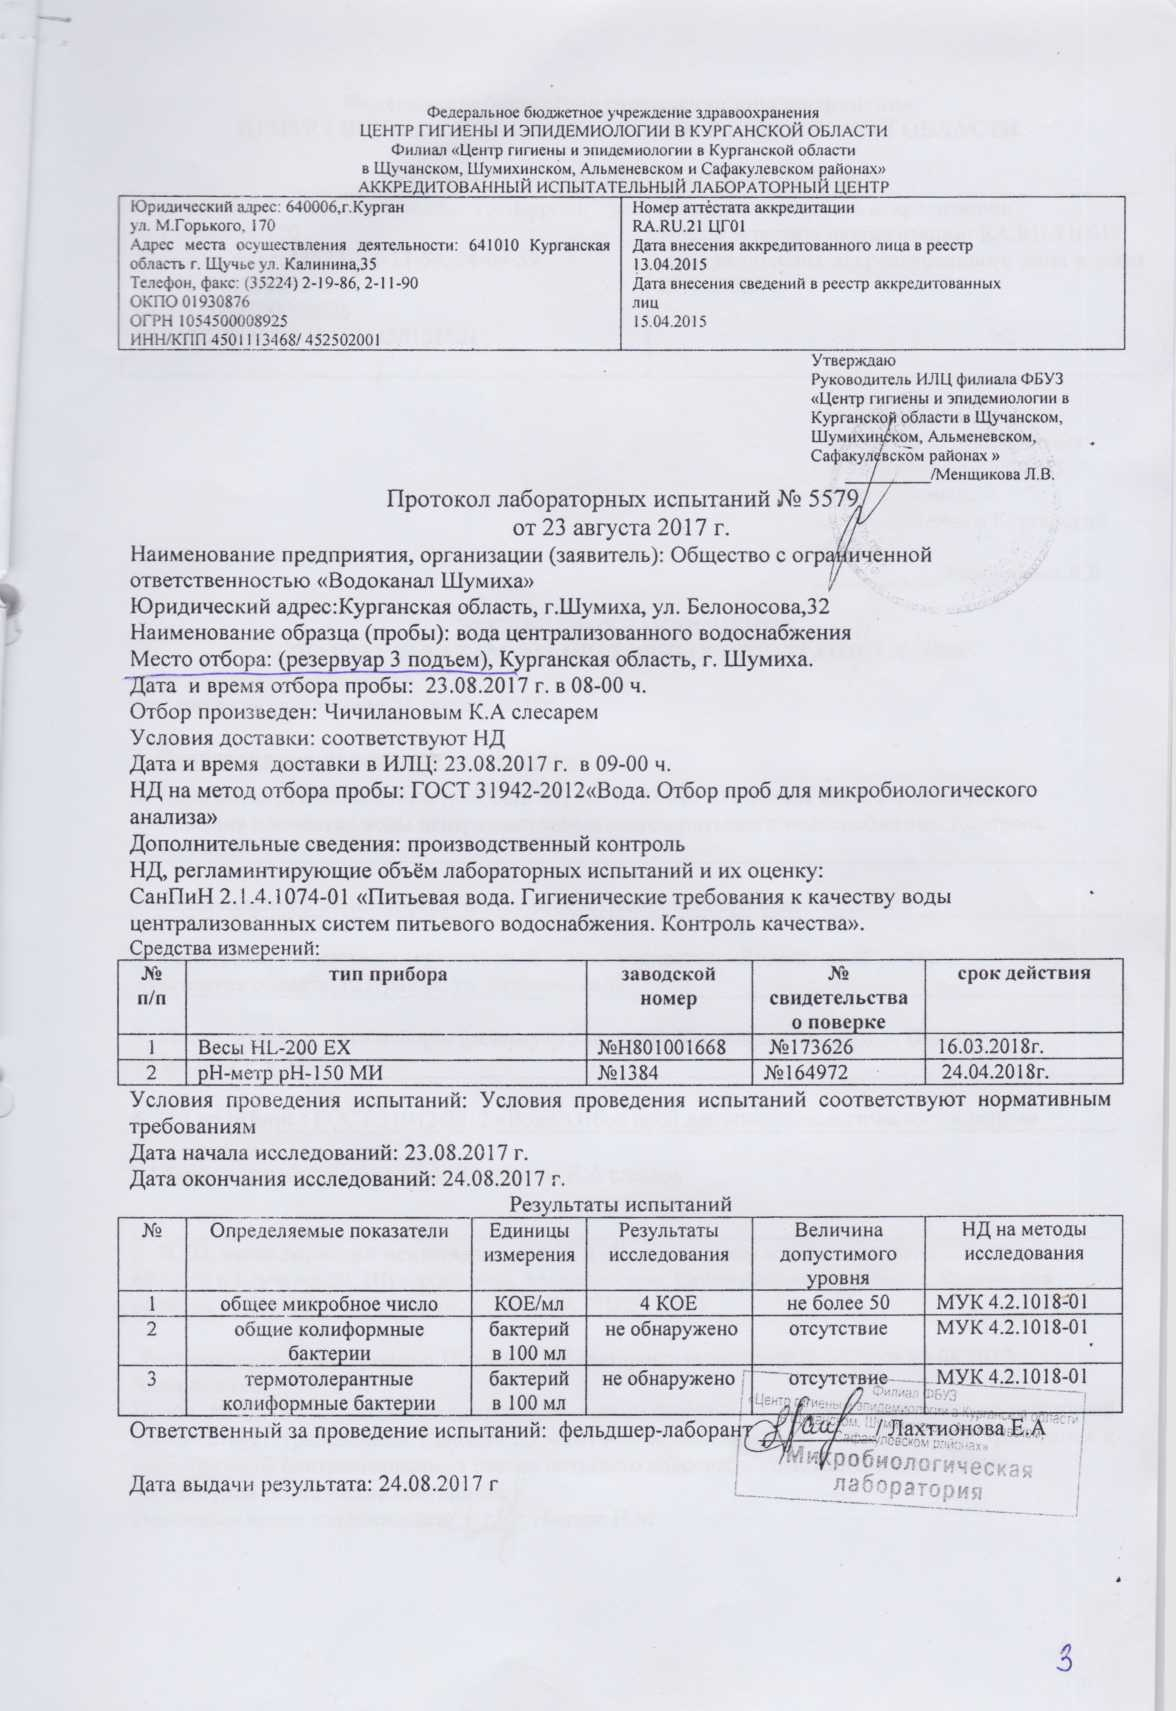 Федеральное бюджетное учреждение здравоохранения
ЦЕНТР ГИГИЕНЫ И ЭПИДЕМИОЛОГИИ В КУРГАНСКОЙ ОБЛАСТИ
Филиал «Центр гигиены и эпидемиологии в Курганской области
в Щучанском, Шумихинском, Альменевском и Сафакулевском районах»
АККРЕДИТОВАННЫЙ ИСПЫТАТЕЛЬНЫЙ ЛАБОРАТОРНЫЙ ЦЕНТР
Юридический адрес: 640006,г.Курган
ул. М.Горького, 170
Адрес места осуществления деятельности: 641010 Курганская
область г. Щучье ул. Калинина,35
Телефон, факс: (35224) 2-19-86, 2-11-90
ОКПО 01930876
ОГРН 1054500008925
ИНН/КПП 4501113468/ 452502001
Номер аттестата аккредитации
RA.RU.21 ЦГ01
Дата внесения аккредитованного лица в реестр
13.04.2015
Дата внесения сведений в реестр аккредитованных
лиц
15.04.2015
Утверждаю
Руководитель ИЛЦ филиала ФБУЗ
«Центр гигиены и эпидемиологии в
Курганской области в Щучанском,
Шумихинском, Альменевском,
Сафакулевском районах »
__________/Менщикова Л.В.
Протокол лабораторных испытаний № 5579
от 23 августа 2017 г.
Наименование предприятия, организации (заявитель): Общество с ограниченной
ответственностью «Водоканал Шумиха»
Юридический адрес:Курганская область, г.Шумиха, ул. Белоносова,32
Наименование образца (пробы): вода централизованного водоснабжения
Место отбора: (резервуар 3 подъем), Курганская область, г. Шумиха.
Дата и время отбора пробы: 23.08.2017 г. в 08-00 ч.
Отбор произведен: Чичилановым К.А слесарем
Условия доставки: соответствуют НД
Дата и время доставки в ИЛЦ: 23.08.2017 г. в 09-00 ч.
НД на метод отбора пробы: ГОСТ 31942-2012«Вода. Отбор проб для микробиологического
анализа»
Дополнительные сведения: производственный контроль
НД, регламинтирующие объём лабораторных испытаний и их оценку:
СанПиН 2.1.4.1074-01 «Питьевая вода. Гигиенические требования к качеству воды
централизованных систем питьевого водоснабжения. Контроль качества».
Средства измерений:
№ п/п тип прибора заводской номер № свидетельства о поверке срок действия
1 Весы HL-200 EX №H801001668 №173626 16.03.2018г.
2 рН-метр рН-150 МИ №1384 №164972 24.04.2018г.
Условия проведения испытаний: Условия проведения испытаний соответствуют нормативным
требованиям
Дата начала исследований: 23.08.2017 г.
Дата окончания исследований: 24.08.2017 г.
Результаты испытаний
№ Определяемые показатели Единицы измерения Результаты исследования Величина допустимого уровня НД на методы исследования
1 общее микробное число КОЕ/мл 4 КОЕ не более 50 МУК 4.2.1018-01
2 общие колиформные бактерии бактерий в 100 мл не обнаружено отсутствие МУК 4.2.1018-01
3 термотолерантные колиформные бактерии бактерий в 100 мл не обнаружено отсутствие МУК 4.2.1018-01
Филиал ФБУЗ
«Центр гигиены и эпидемиологии в Курганской области
Сафакулевском районах»
Микробиологическая
лаборатория
Ответственный за проведение испытаний: фельдшер-лаборант / Лахтионова Е.А
Дата выдачи результата: 24.08.2017 г
3